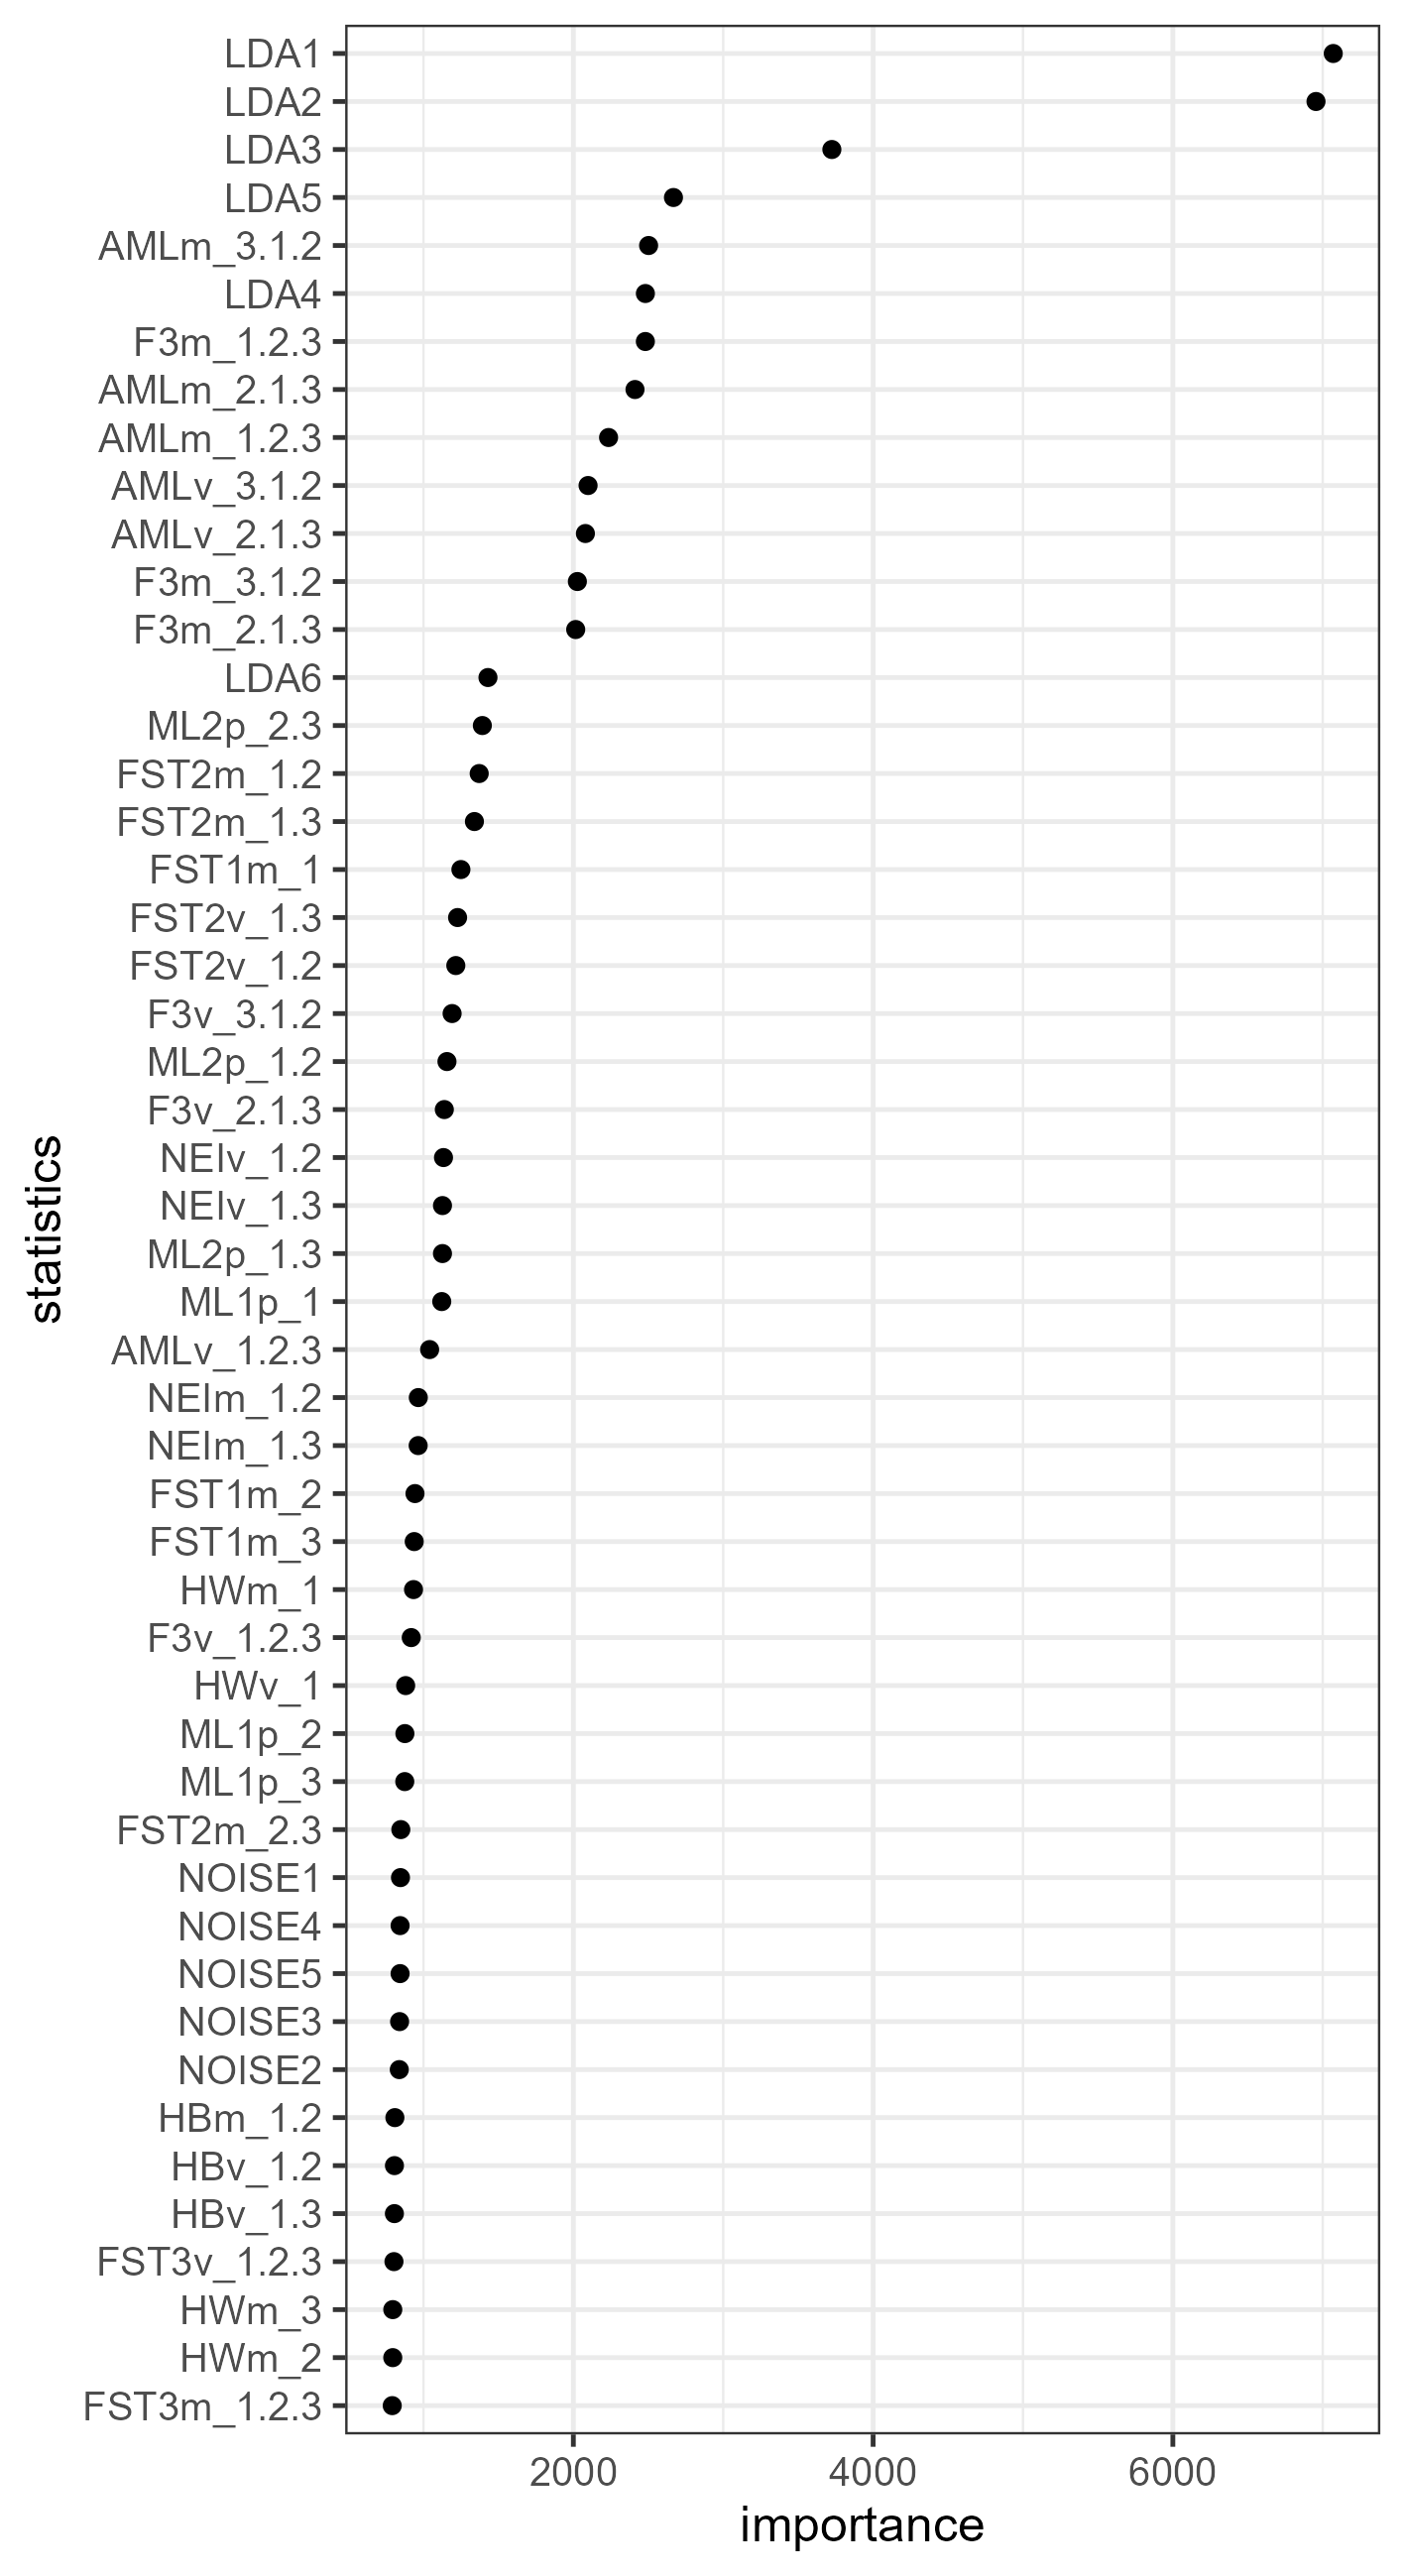 LDA1
LDA2
LDA3
LDA5
AMLm_3.1.2
LDA4
F3m_1.2.3
AMLm_2.1.3
AMLm_1.2.3
AMLv_3.1.2
AMLv_2.1.3
F3m_3.1.2
F3m_2.1.3
LDA6
ML2p_2.3
FST2m_1.2
FST2m_1.3
FST1m_1
FST2v_1.3
FST2v_1.2
F3v_3.1.2
ML2p_1.2
F3v_2.1.3
NEIv_1.2
NEIv_1.3
ML2p_1.3
ML1p_1
AMLv_1.2.3
NEIm_1.2
NEIm_1.3
FST1m_2
FST1m_3
HWm_1
F3v_1.2.3
HWv_1
ML1p_2
ML1p_3
FST2m_2.3
NOISE1
NOISE4
NOISE5
NOISE3
NOISE2
HBm_1.2
HBv_1.2
HBv_1.3
FST3v_1.2.3
HWm_3
HWm_2
FST3m_1.2.3
statistics
2000 4000 6000
importance